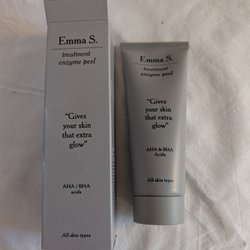 Emma S.
treatment
enzyme peel
"Gives
your skin
that extra
glow"
AHA / BHA
acids
All skin types
Emma S.
treatment
enzyme peel
"Gives
your skin
that extra
glow"
AHA & BHA
Acids
All skin types